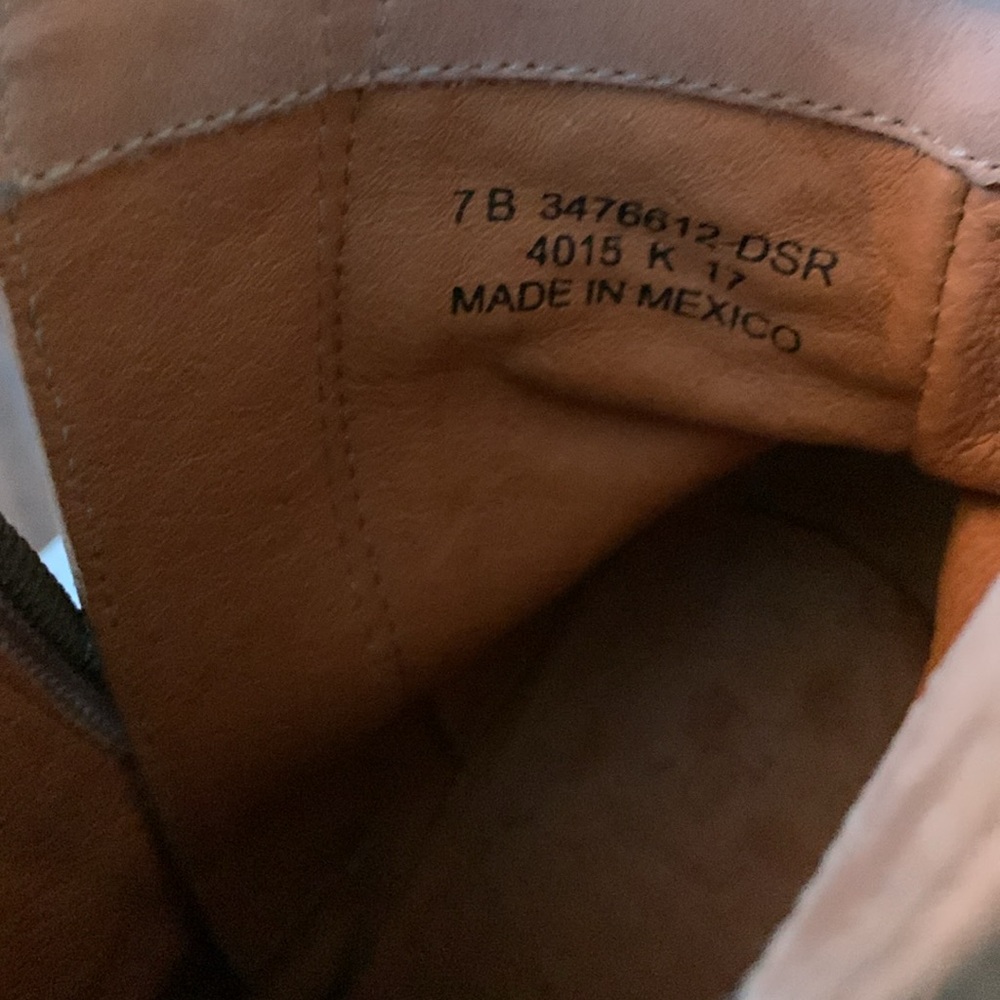 7 B 3476612-DSR
4015 K 17
MADE IN MEXICO